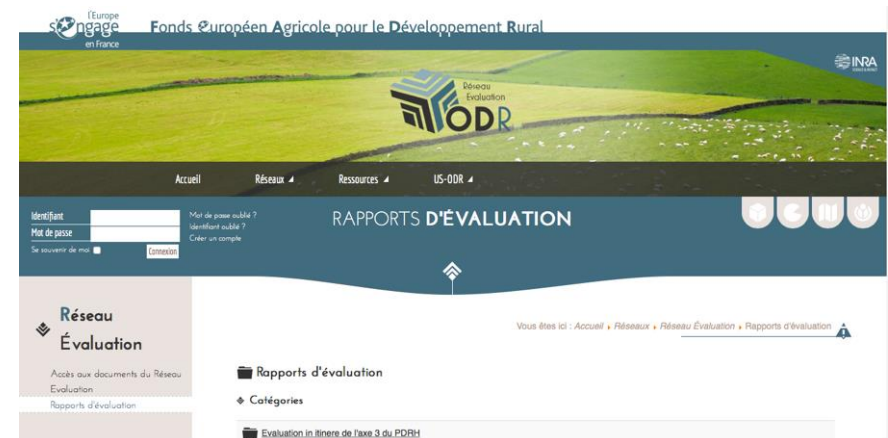 l'Europe
s'engage
en France
Fonds européen Agricole pour le Développement Rural
INRA
Réseau
Evaluation
ODR
Accueil Réseaux Ressources US-ODR
Identifiant
Mot de passe
Se souvenir de moi
Connexion
Mot de passe oublié ?
Identifiant oublié ?
Créer un compte
RAPPORTS D'ÉVALUATION
Réseau
Évaluation
Accès aux documents du Réseau
Evaluation
Rapports d'évaluation
Vous êtes ici : Accueil Réseaux Réseau Évaluation Rapports d'évaluation
Rapports d'évaluation
Catégories
Evaluation in itinere de l'axe 3 du PDRH